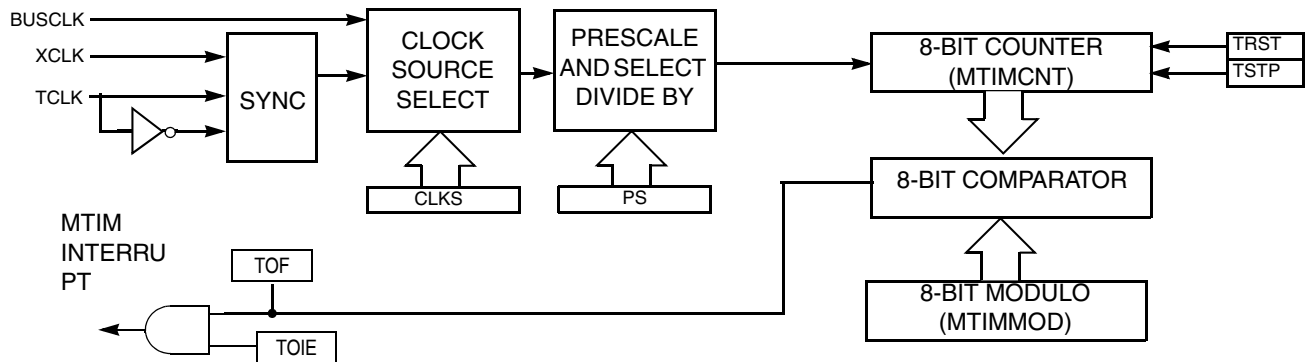 BUSCLK
XCLK
TCLK
SYNC
CLOCK
SOURCE
SELECT
PRESCALE
AND SELECT
DIVIDE BY
8-BIT COUNTER
(MTIMCNT)
TRST
TSTP
CLKS
PS
8-BIT COMPARATOR
MTIM
INTERRU
PT
TOF
TOIE
8-BIT MODULO
(MTIMMOD)